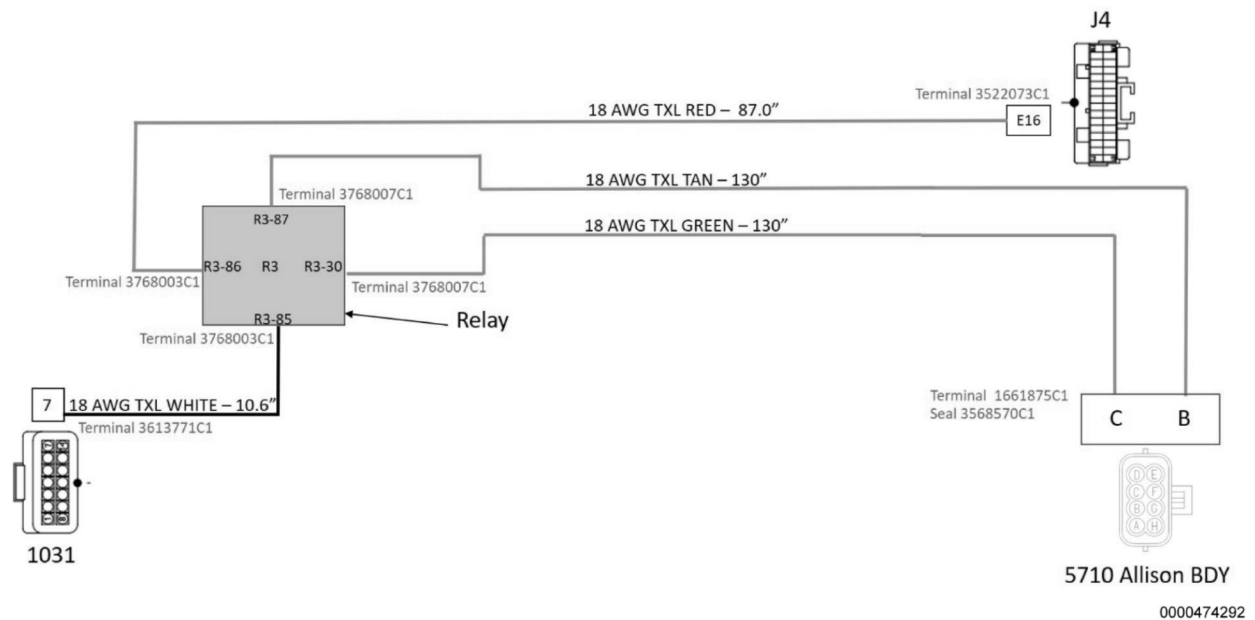 J4
Terminal 3522073C1
18 AWG TXL RED – 87.0”
E16
18 AWG TXL TAN – 130”
Terminal 3768007C1
R3-87
18 AWG TXL GREEN – 130”
R3-86 R3 R3-30
Terminal 3768003C1
Terminal 3768007C1
R3-85
Relay
Terminal 3768003C1
7
18 AWG TXL WHITE – 10.6”
Terminal 3613771C1
Terminal 1661875C1
Seal 3568570C1
C B
D E
C F
B G
A H
1031
5710 Allison BDY
0000474292